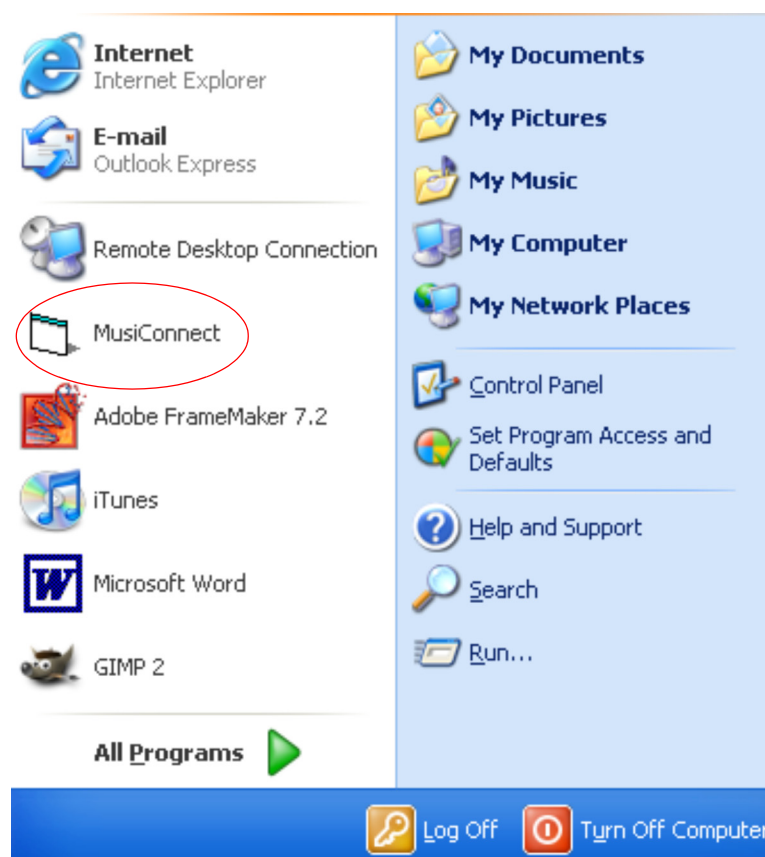 Internet
Internet Explorer
E-mail
Outlook Express
Remote Desktop Connection
MusiConnect
Adobe FrameMaker 7.2
iTunes
Microsoft Word
GIMP 2
All Programs
My Documents
My Pictures
My Music
My Computer
My Network Places
Control Panel
Set Program Access and
Defaults
Help and Support
Search
Run...
Log Off
Turn Off Computer